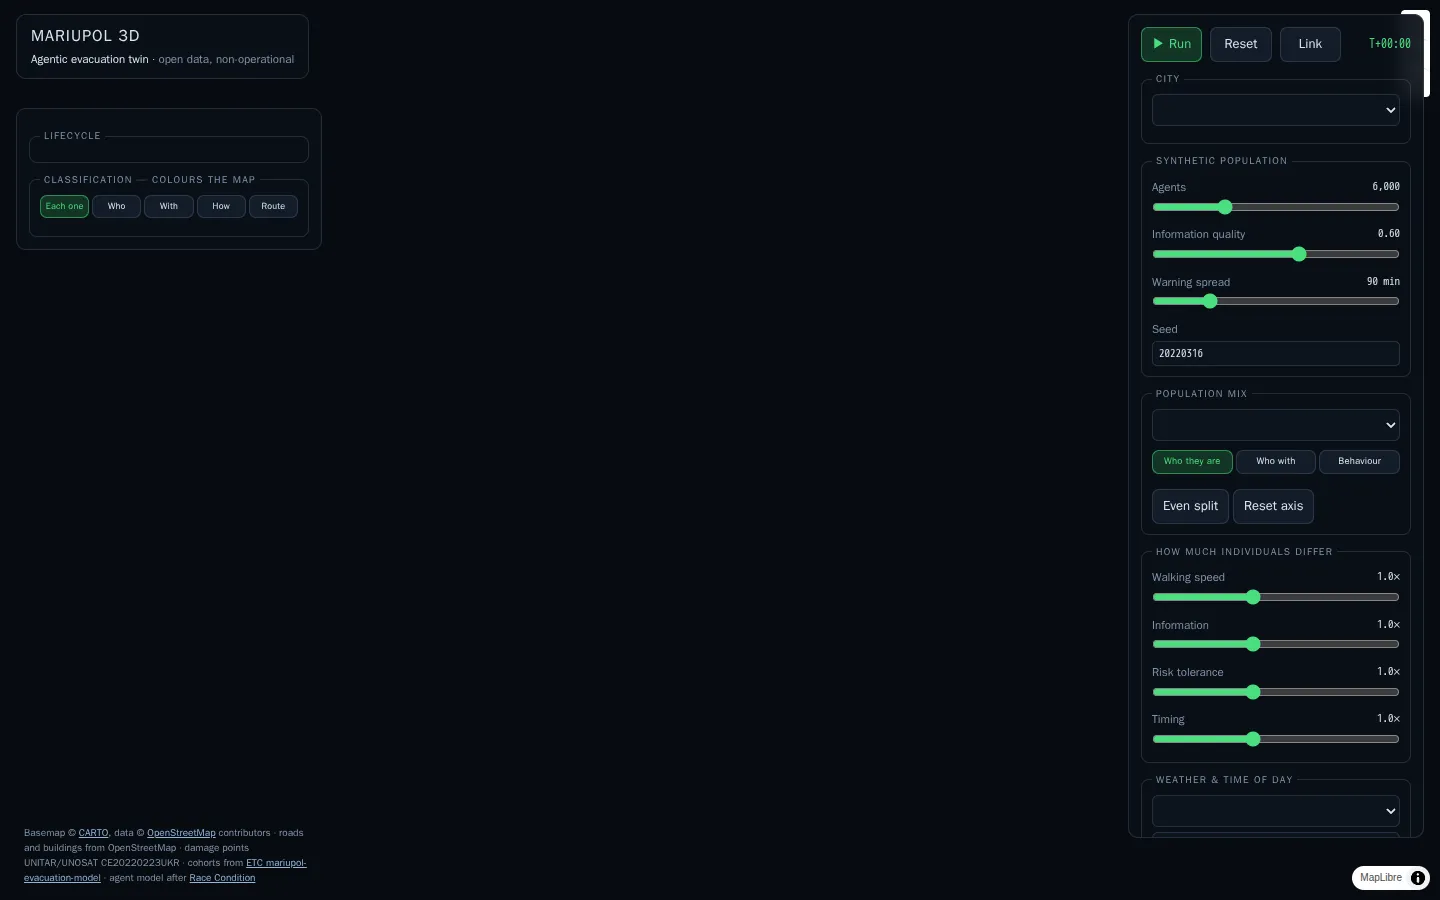 MARIUPOL 3D
Agentic evacuation twin · open data, non-operational
LIFECYCLE
CLASSIFICATION — COLOURS THE MAP
Each one
Who
With
How
Route
Basemap © CARTO, data © OpenStreetMap contributors · roads
and buildings from OpenStreetMap · damage points
UNITAR/UNOSAT CE20220223UKR · cohorts from ETC mariupol-
evacuation-model · agent model after Race Condition
▶ Run
Reset
Link
T+00:00
CITY
SYNTHETIC POPULATION
Agents
6,000
Information quality
0.60
Warning spread
90 min
Seed
20220316
POPULATION MIX
Who they are
Who with
Behaviour
Even split
Reset axis
HOW MUCH INDIVIDUALS DIFFER
Walking speed
1.0×
Information
1.0×
Risk tolerance
1.0×
Timing
1.0×
WEATHER & TIME OF DAY
MapLibre